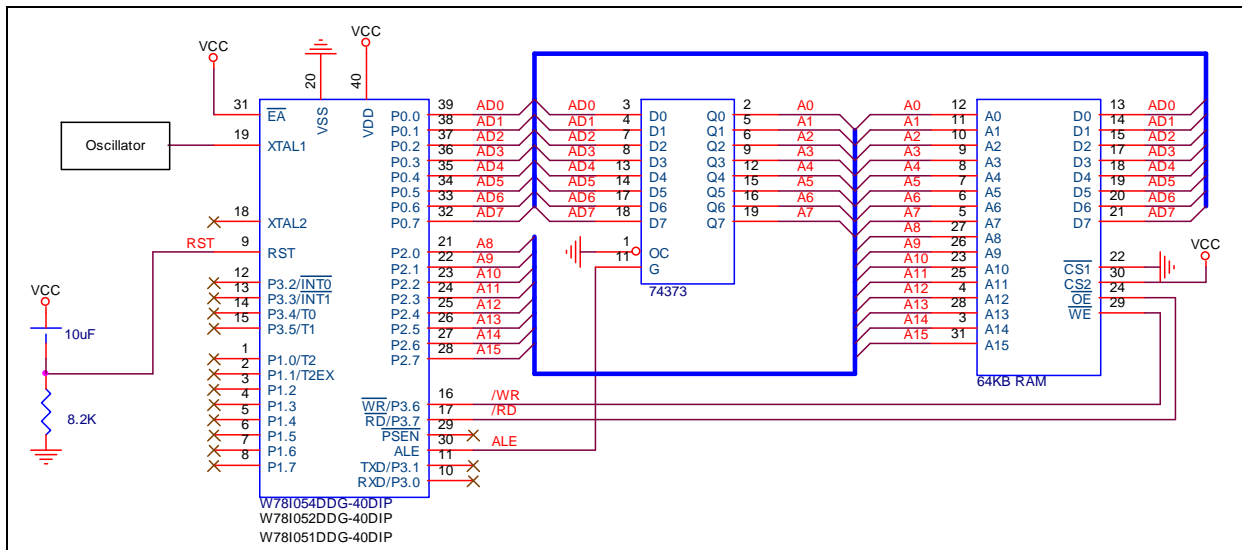 VCC
VCC
20
40
VSS
VDD
31
EA
Oscillator
19
XTAL1
18
XTAL2
RST
9
RST
12
P3.2/INT0
13
P3.3/INT1
14
P3.4/T0
15
P3.5/T1
1
P1.0/T2
2
P1.1/T2EX
3
P1.2
4
P1.3
5
P1.4
6
P1.5
7
P1.6
8
P1.7
VCC
10uF
8.2K
P0.0 39 AD0
P0.1 38 AD1
P0.2 37 AD2
P0.3 36 AD3
P0.4 35 AD4
P0.5 34 AD5
P0.6 33 AD6
P0.7 32 AD7
P2.0 21 A8
P2.1 22 A9
P2.2 23 A10
P2.3 24 A11
P2.4 25 A12
P2.5 26 A13
P2.6 27 A14
P2.7 28 A15
WR/P3.6 16 /WR
RD/P3.7 17 /RD
PSEN 29
ALE 30 ALE
TXD/P3.1 11
RXD/P3.0 10
W78I054DDG-40DIP
W78I052DDG-40DIP
W78I051DDG-40DIP
AD0 3 D0 Q0 2 A0
AD1 4 D1 Q1 5 A1
AD2 7 D2 Q2 6 A2
AD3 8 D3 Q3 9 A3
AD4 13 D4 Q4 12 A4
AD5 14 D5 Q5 15 A5
AD6 17 D6 Q6 16 A6
AD7 18 D7 Q7 19 A7
1 OC
11 G
74373
A0 12 A0 D0 13 AD0
A1 11 A1 D1 14 AD1
A2 10 A2 D2 15 AD2
A3 9 A3 D3 17 AD3
A4 8 A4 D4 18 AD4
A5 7 A5 D5 19 AD5
A6 6 A6 D6 20 AD6
A7 5 A7 D7 21 AD7
A8 27 A8
A9 26 A9
A10 23 A10
A11 25 A11
A12 4 A12
A13 28 A13
A14 3 A14
A15 31 A15
VCC
CS1 22
CS2 30
OE 24
WE 29
64KB RAM